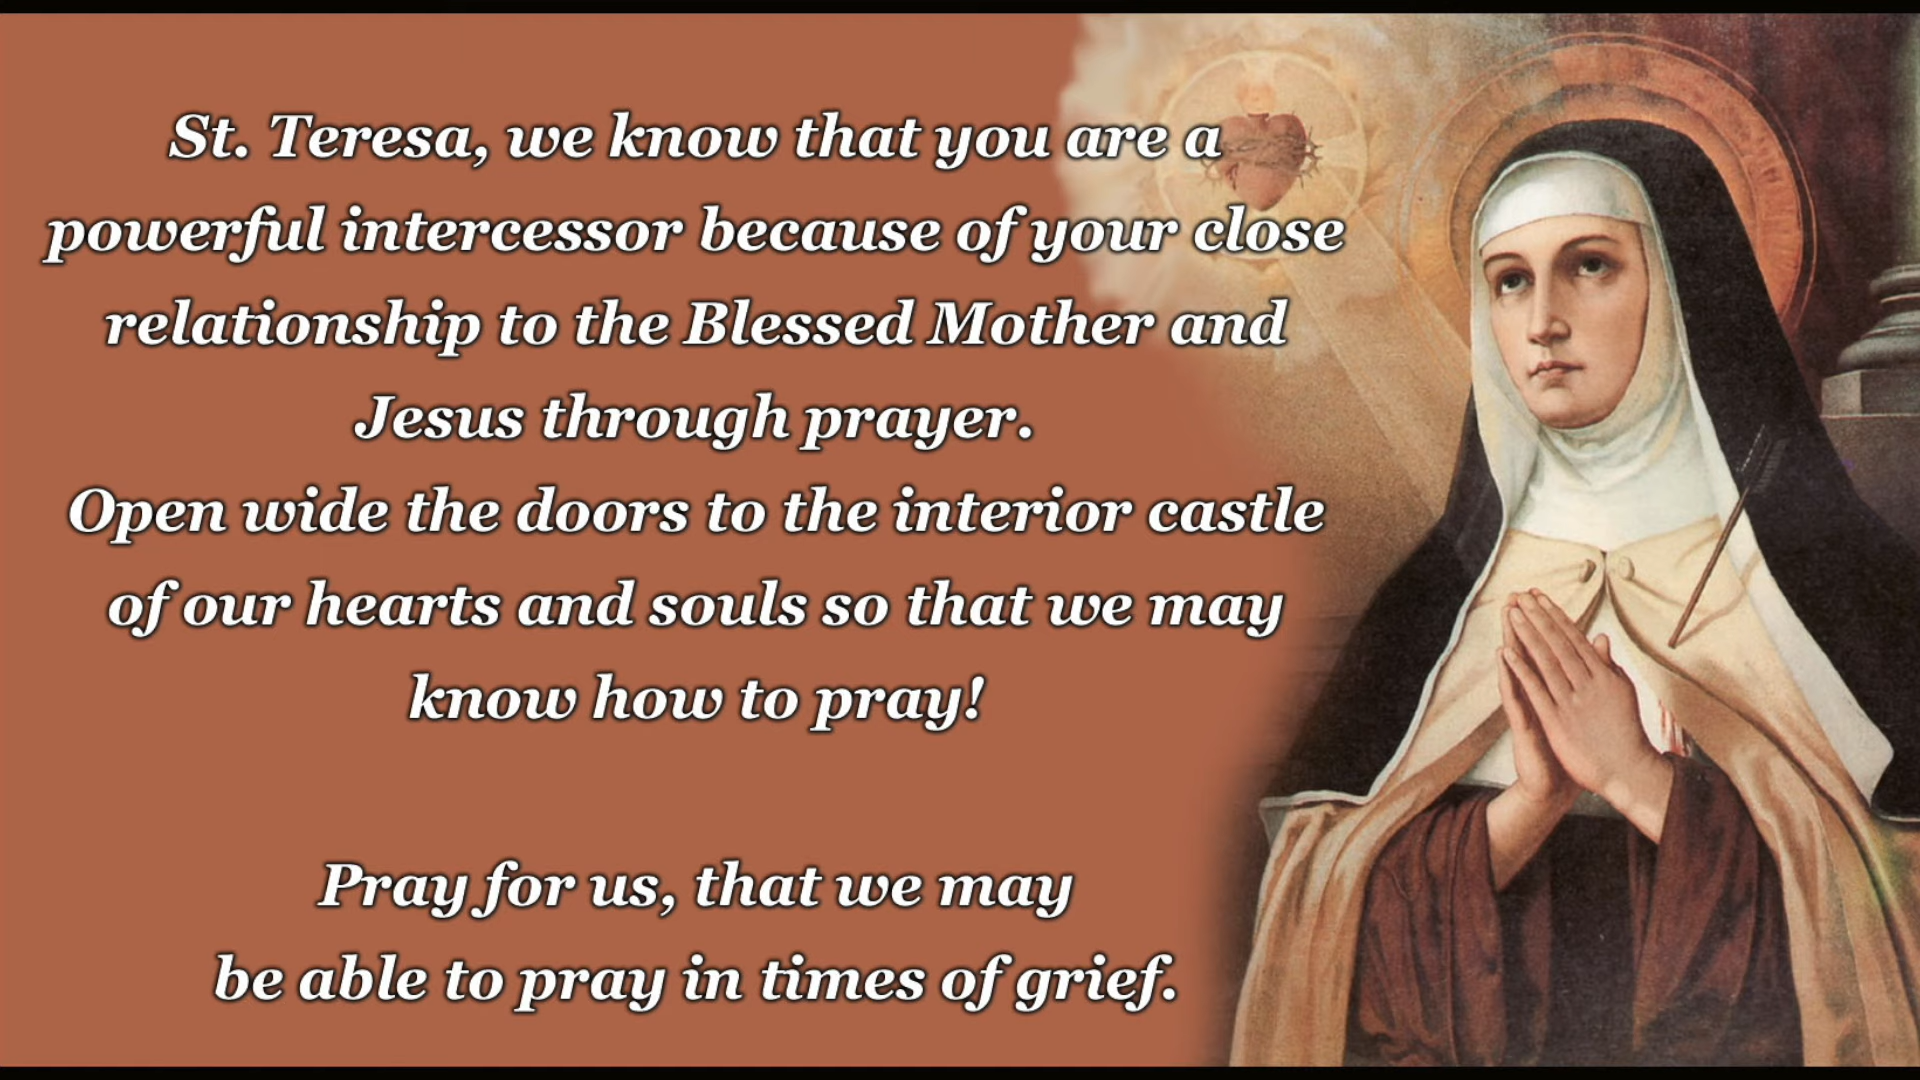 St. Teresa, we know that you are a
powerful intercessor because of your close
relationship to the Blessed Mother and
Jesus through prayer.
Open wide the doors to the interior castle
of our hearts and souls so that we may
know how to pray!
Pray for us, that we may
be able to pray in times of grief.